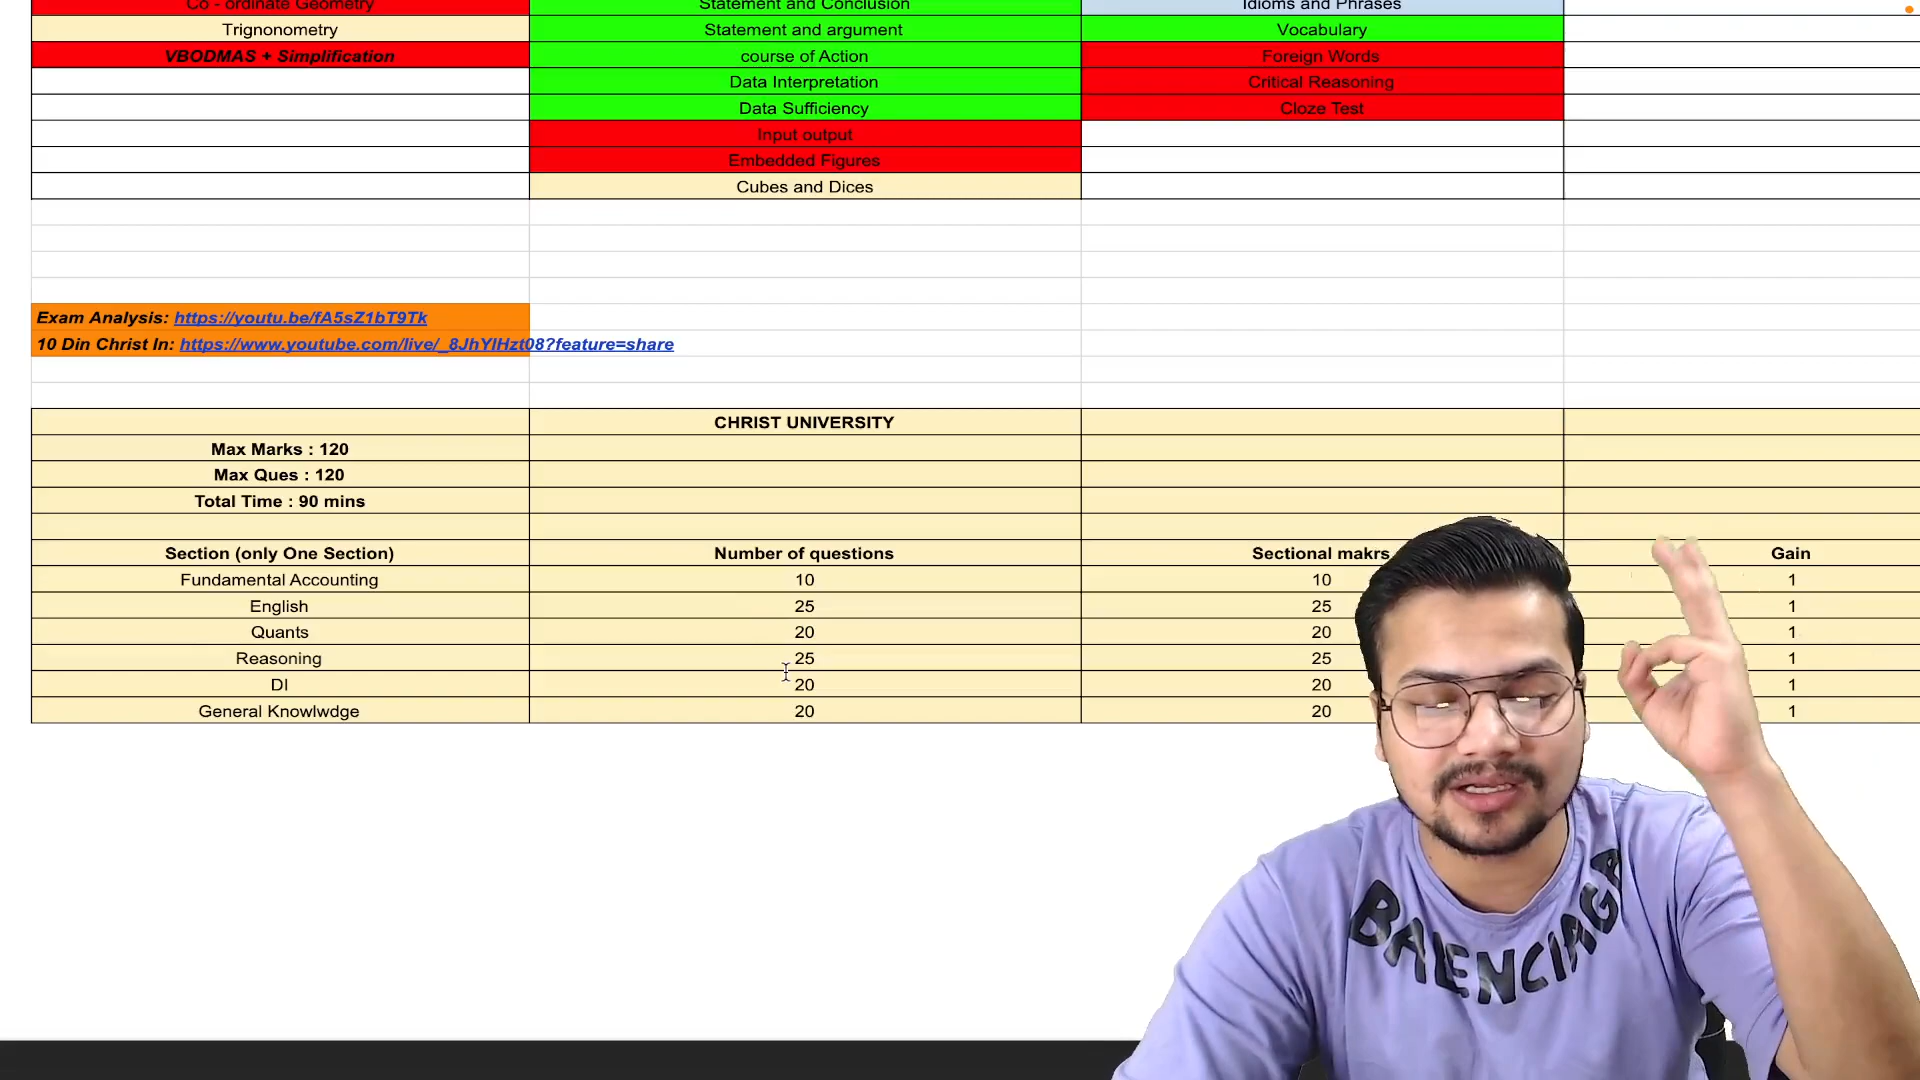 Co - ordinate Geometry Statement and Conclusion Idioms and Phrases
Trignonometry Statement and argument Vocabulary
VBODMAS + Simplification course of Action Foreign Words
Data Interpretation Critical Reasoning
Data Sufficiency Cloze Test
Input output
Embedded Figures
Cubes and Dices
Exam Analysis: https://youtu.be/fA5sZ1bT9Tk
10 Din Christ In: https://www.youtube.com/live/_8JhYIHzt08?feature=share
CHRIST UNIVERSITY
Max Marks : 120
Max Ques : 120
Total Time : 90 mins
Section (only One Section) Number of questions Sectional makrs Gain
Fundamental Accounting 10 10 1
English 25 25 1
Quants 20 20 1
Reasoning 25 25 1
DI 20 20 1
General Knowlwdge 20 20 1
BALENCIAGA